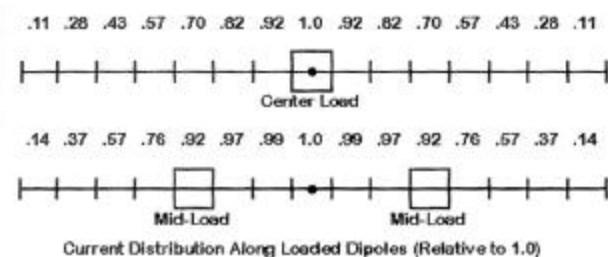 .11 .28 .43 .57 .70 .82 .92 1.0 .92 .82 .70 .57 .43 .28 .11
Center Load
.14 .37 .57 .76 .92 .97 .99 1.0 .99 .97 .92 .76 .57 .37 .14
Mid-Load Mid-Load
Current Distribution Along Loaded Dipoles (Relative to 1.0)